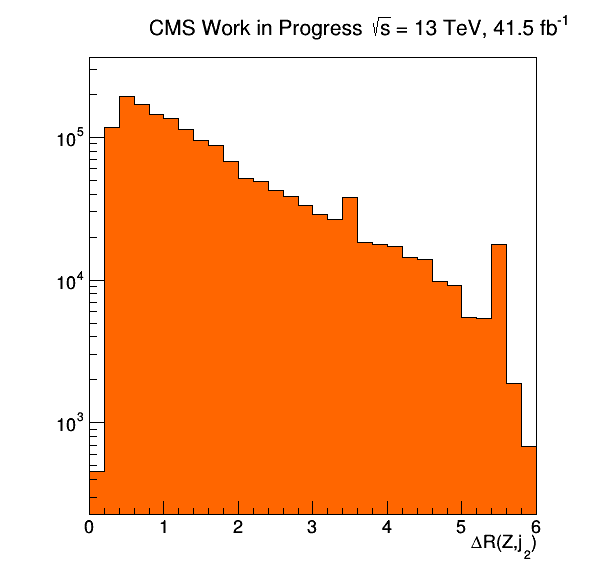 CMS Work in Progress √s = 13 TeV, 41.5 fb⁻¹
10⁵
10⁴
10³
0 1 2 3 4 5 6
ΔR(Z,j₂)